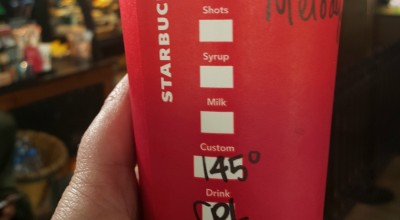 STARBUC
Shots
Syrup
Milk
Custom
145°
Drink